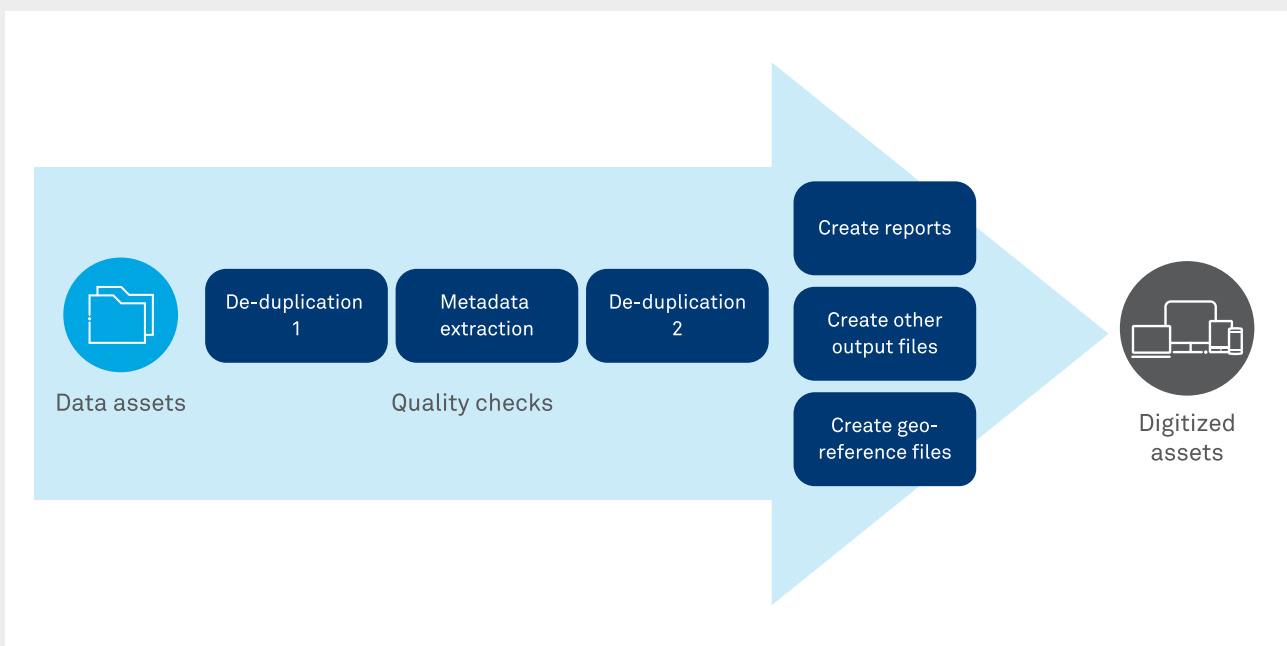 Data assets
De-duplication
1
Metadada
extraction
De-duplication
2
Quality checks
Create reports
Create other
output files
Create geo-
reference files
Digitized
assets